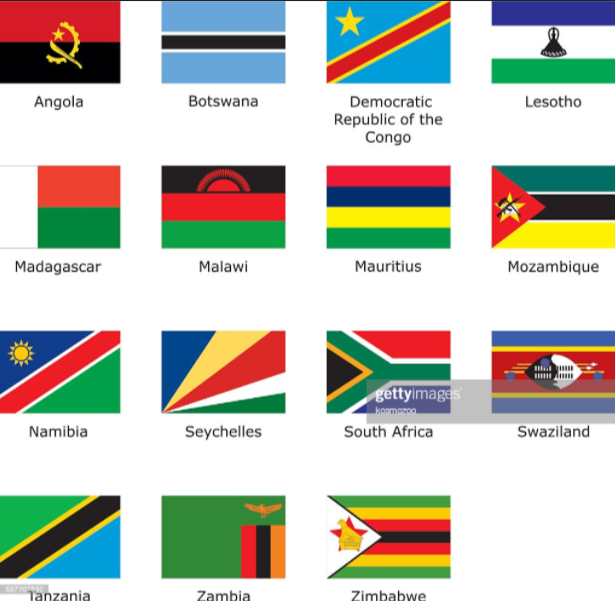 Angola
Botswana
Democratic
Republic of the
Congo
Lesotho
Madagascar
Malawi
Mauritius
Mozambique
Namibia
Seychelles
South Africa
Swaziland
gettyimages®
kosmozoo
Tanzania
Zambia
Zimbabwe